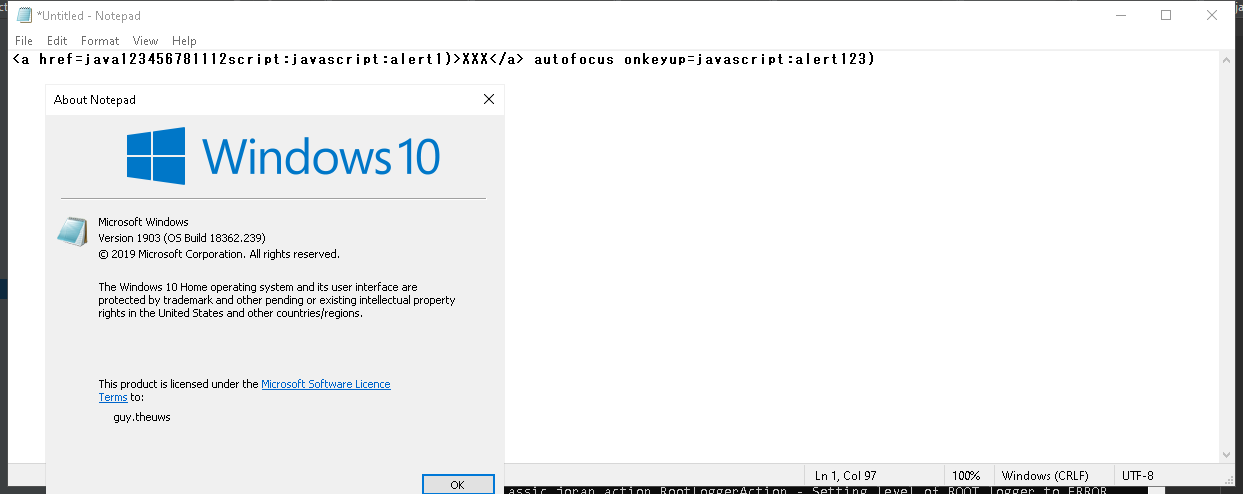 *Untitled - Notepad
File Edit Format View Help
<a href=java123456781112script:javascript:alert1)>XXX</a> autofocus onkeyup=javascript:alert123)
About Notepad
Windows 10
Microsoft Windows
Version 1903 (OS Build 18362.239)
© 2019 Microsoft Corporation. All rights reserved.
The Windows 10 Home operating system and its user interface are
protected by trademark and other pending or existing intellectual property
rights in the United States and other countries/regions.
This product is licensed under the Microsoft Software Licence
Terms to:
guy.theuws
OK
Ln 1, Col 97 100% Windows (CRLF) UTF-8
assic.joran.action.RootLoggerAction - Setting level of ROOT logger to ERROR